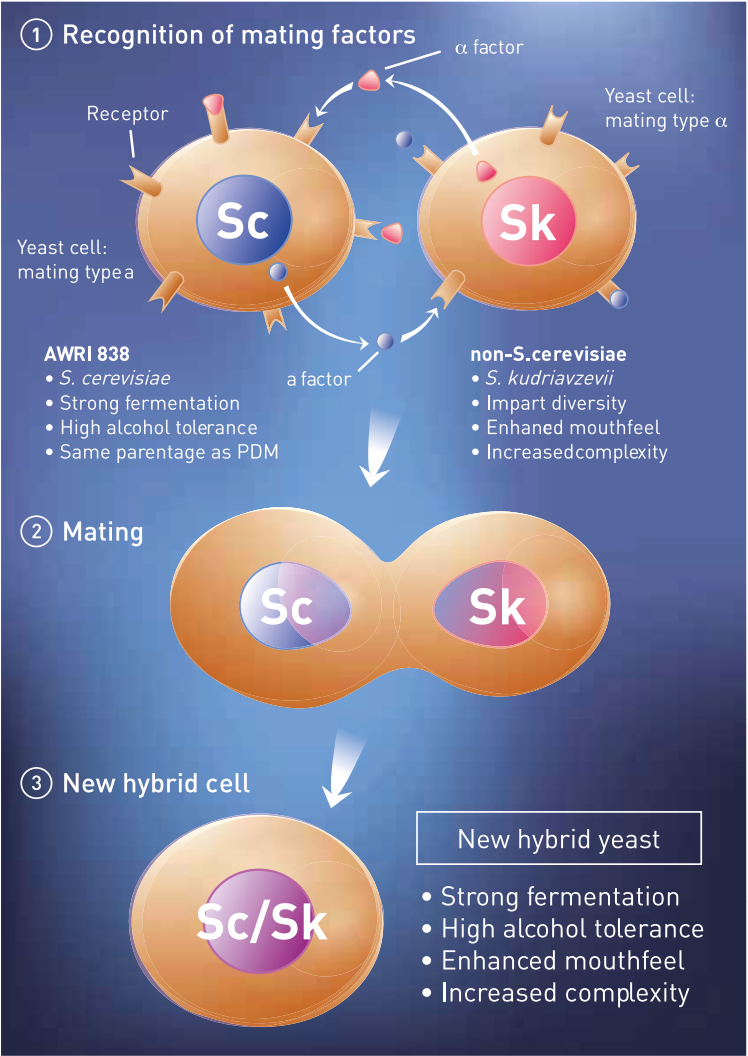 1 Recognition of mating factors
α factor
Receptor
Yeast cell:
mating type α
Sc
Sk
Yeast cell:
mating type a
a factor
AWRI 838
• S. cerevisiae
• Strong fermentation
• High alcohol tolerance
• Same parentage as PDM
non-S.cerevisiae
• S. kudriavzevii
• Impart diversity
• Enhaned mouthfeel
• Increasedcomplexity
2 Mating
Sc
Sk
3 New hybrid cell
Sc/Sk
New hybrid yeast
• Strong fermentation
• High alcohol tolerance
• Enhanced mouthfeel
• Increased complexity